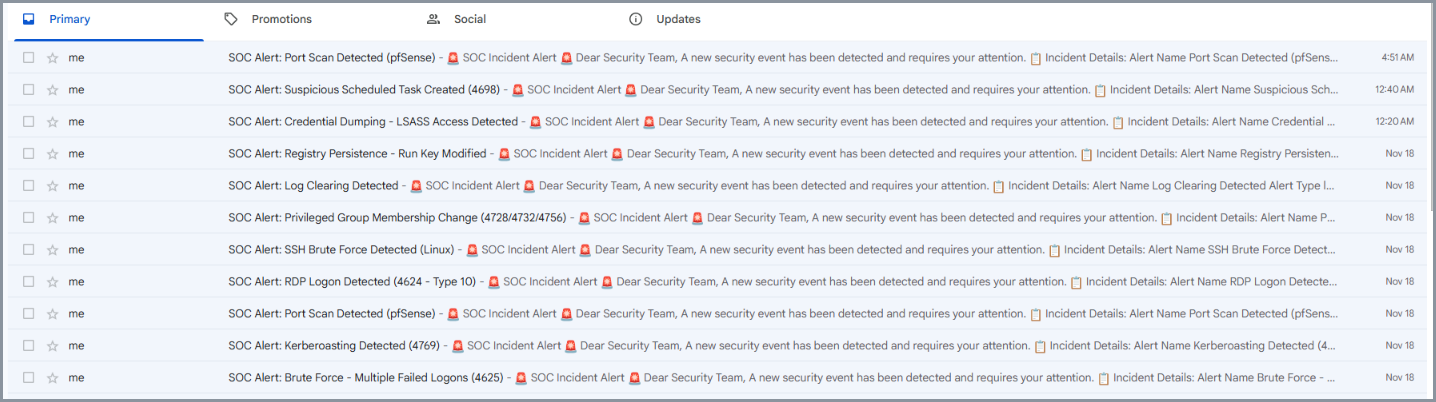 Primary Promotions Social Updates
me SOC Alert: Port Scan Detected (pfSense) - 🚨 SOC Incident Alert 🚨 Dear Security Team, A new security event has been detected and requires your attention. 📋 Incident Details: Alert Name Port Scan Detected (pfSens... 4:51 AM
me SOC Alert: Suspicious Scheduled Task Created (4698) - 🚨 SOC Incident Alert 🚨 Dear Security Team, A new security event has been detected and requires your attention. 📋 Incident Details: Alert Name Suspicious Sch... 12:40 AM
me SOC Alert: Credential Dumping - LSASS Access Detected - 🚨 SOC Incident Alert 🚨 Dear Security Team, A new security event has been detected and requires your attention. 📋 Incident Details: Alert Name Credential ... 12:20 AM
me SOC Alert: Registry Persistence - Run Key Modified - 🚨 SOC Incident Alert 🚨 Dear Security Team, A new security event has been detected and requires your attention. 📋 Incident Details: Alert Name Registry Persisten... Nov 18
me SOC Alert: Log Clearing Detected - 🚨 SOC Incident Alert 🚨 Dear Security Team, A new security event has been detected and requires your attention. 📋 Incident Details: Alert Name Log Clearing Detected Alert Type l... Nov 18
me SOC Alert: Privileged Group Membership Change (4728/4732/4756) - 🚨 SOC Incident Alert 🚨 Dear Security Team, A new security event has been detected and requires your attention. 📋 Incident Details: Alert Name P... Nov 18
me SOC Alert: SSH Brute Force Detected (Linux) - 🚨 SOC Incident Alert 🚨 Dear Security Team, A new security event has been detected and requires your attention. 📋 Incident Details: Alert Name SSH Brute Force Detect... Nov 18
me SOC Alert: RDP Logon Detected (4624 - Type 10) - 🚨 SOC Incident Alert 🚨 Dear Security Team, A new security event has been detected and requires your attention. 📋 Incident Details: Alert Name RDP Logon Detecte... Nov 18
me SOC Alert: Port Scan Detected (pfSense) - 🚨 SOC Incident Alert 🚨 Dear Security Team, A new security event has been detected and requires your attention. 📋 Incident Details: Alert Name Port Scan Detected (pfSens... Nov 18
me SOC Alert: Kerberoasting Detected (4769) - 🚨 SOC Incident Alert 🚨 Dear Security Team, A new security event has been detected and requires your attention. 📋 Incident Details: Alert Name Kerberoasting Detected (4... Nov 18
me SOC Alert: Brute Force - Multiple Failed Logons (4625) - 🚨 SOC Incident Alert 🚨 Dear Security Team, A new security event has been detected and requires your attention. 📋 Incident Details: Alert Name Brute Force - ... Nov 18